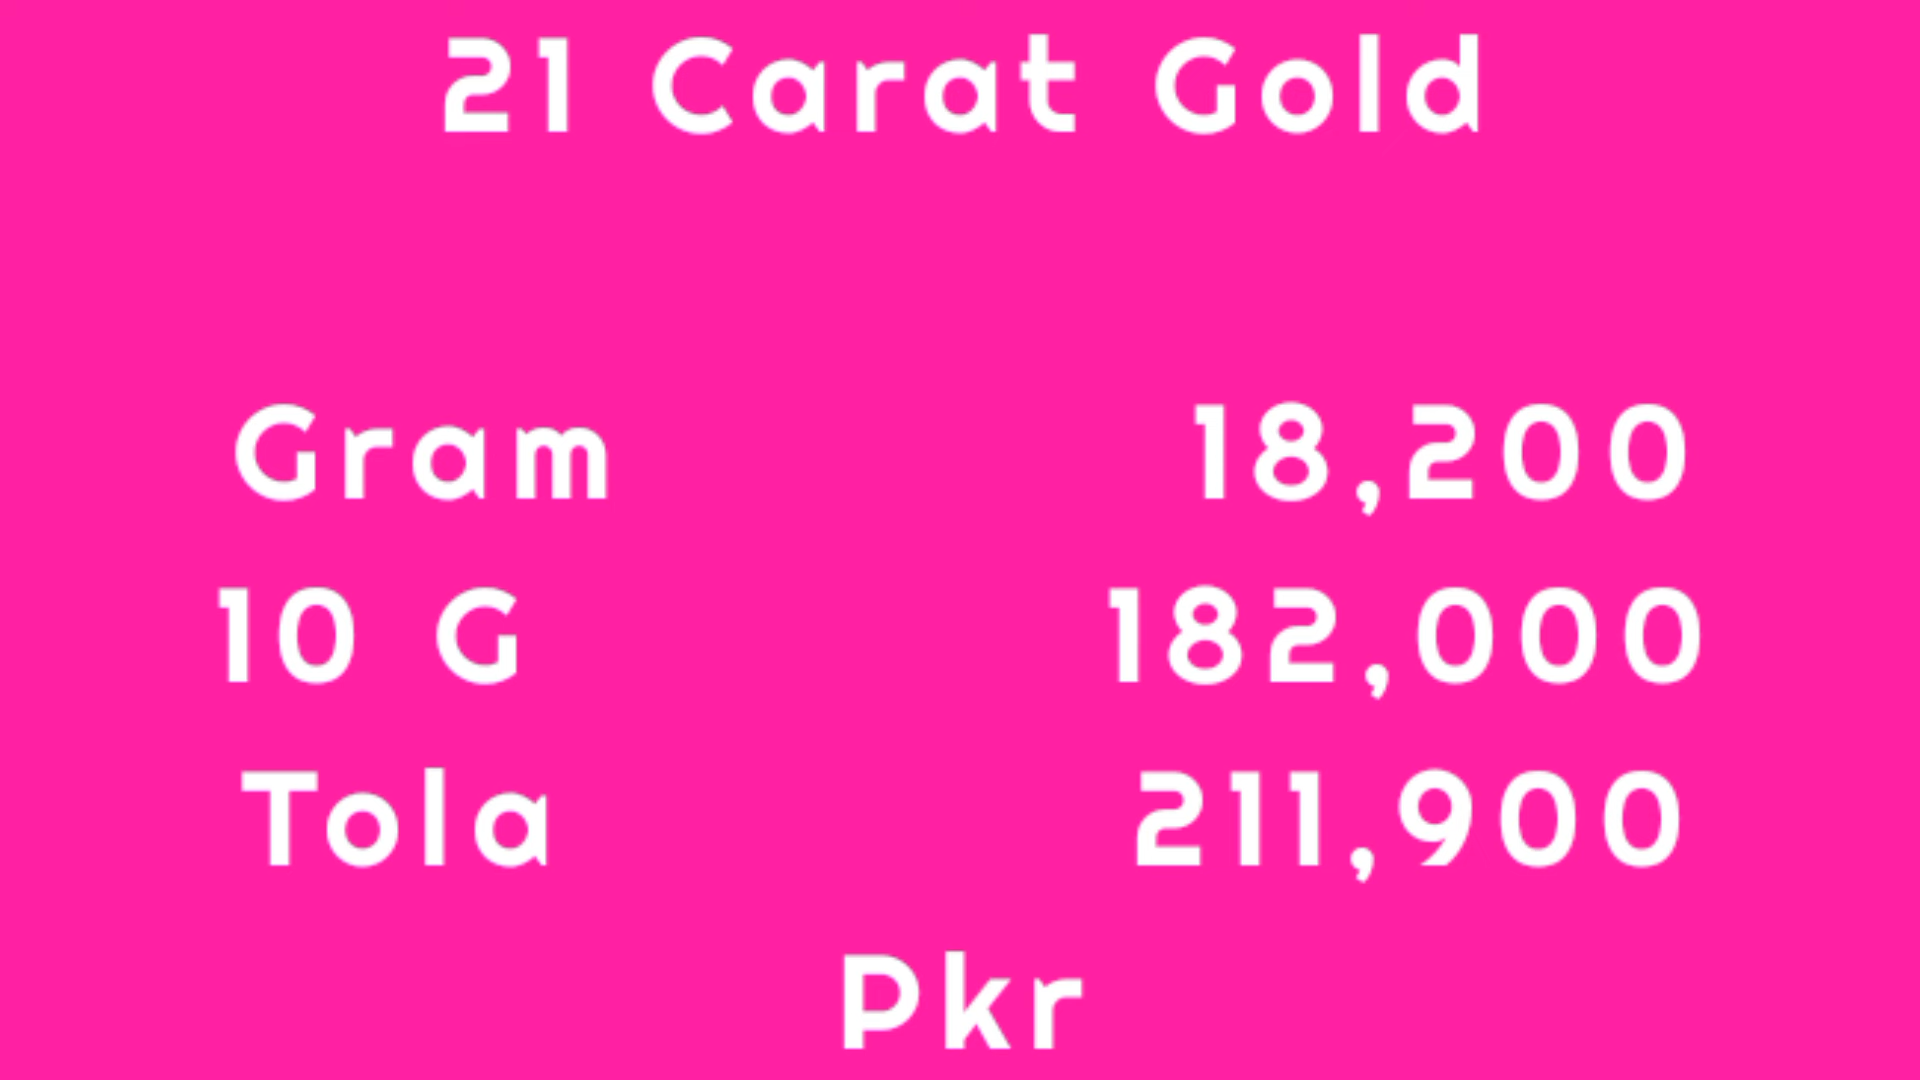 21 Carat Gold
Gram 18,200
10 G 182,000
Tola 211,900
Pkr